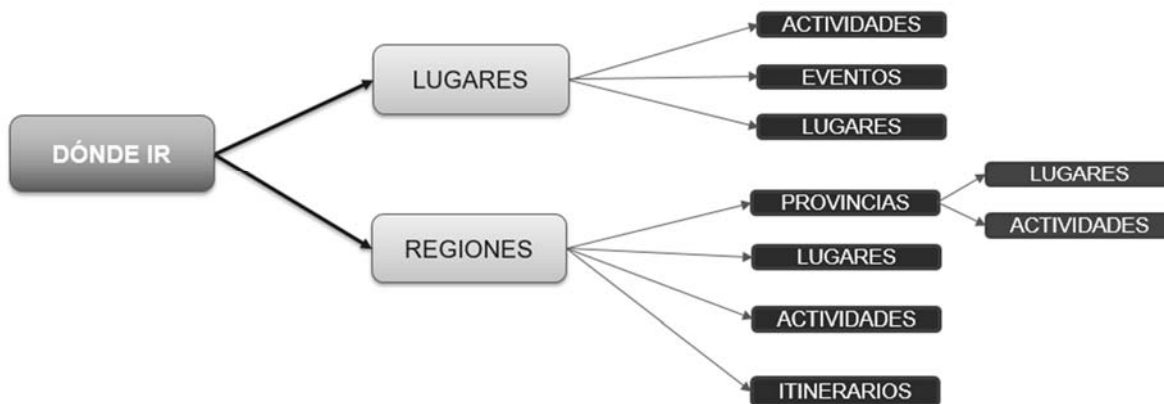 DÓNDE IR
LUGARES
ACTIVIDADES
EVENTOS
LUGARES
REGIONES
PROVINCIAS
LUGARES
ACTIVIDADES
LUGARES
ACTIVIDADES
ITINERARIOS